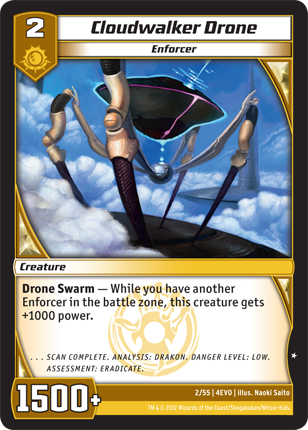 2
Cloudwalker Drone
Enforcer
Creature
Drone Swarm — While you have another
Enforcer in the battle zone, this creature gets
+1000 power.
. . . SCAN COMPLETE. ANALYSIS: DRAKON. DANGER LEVEL: LOW.
ASSESSMENT: ERADICATE.
1500+
2/55 | 4EVO | illus. Naoki Saito
TM & © 2012 Wizards of the Coast/Shogakukan/Mitsui-Kids